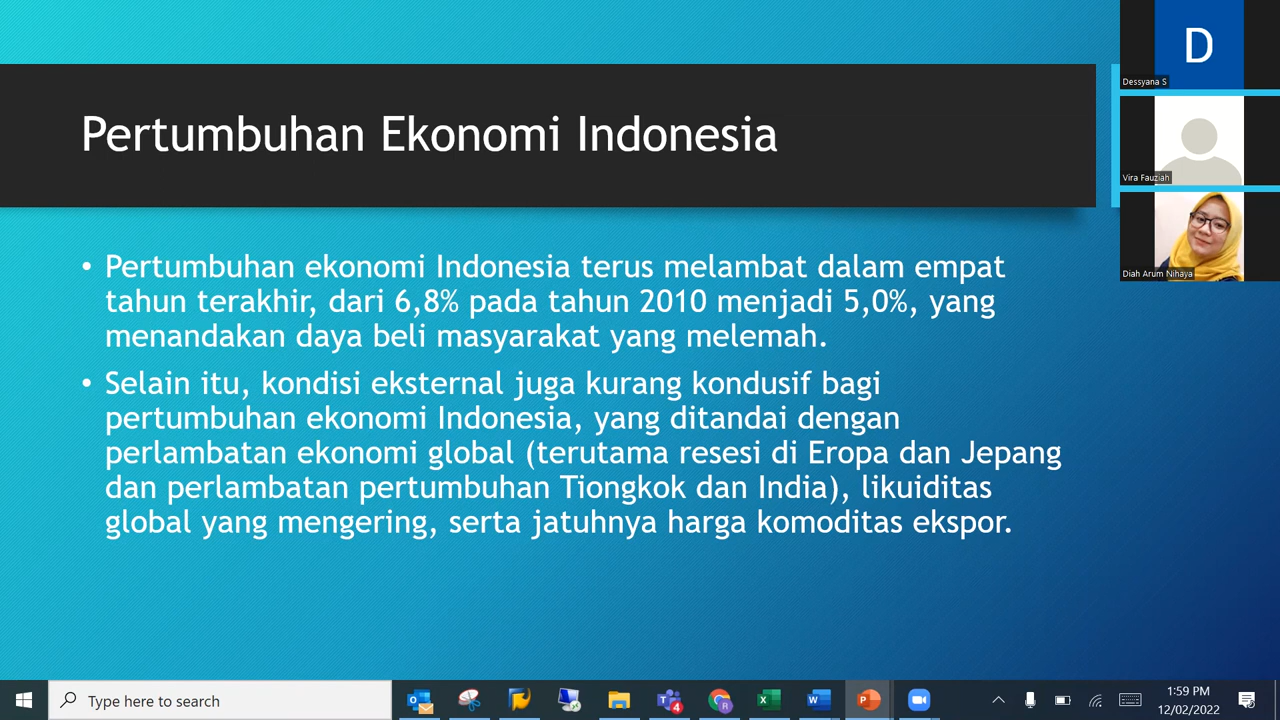 Pertumbuhan Ekonomi Indonesia
• Pertumbuhan ekonomi Indonesia terus melambat dalam empat
tahun terakhir, dari 6,8% pada tahun 2010 menjadi 5,0%, yang
menandakan daya beli masyarakat yang melemah.
• Selain itu, kondisi eksternal juga kurang kondusif bagi
pertumbuhan ekonomi Indonesia, yang ditandai dengan
perlambatan ekonomi global (terutama resesi di Eropa dan Jepang
dan perlambatan pertumbuhan Tiongkok dan India), likuiditas
global yang mengering, serta jatuhnya harga komoditas ekspor.
D
Dessyana S
Vira Fauziah
Diah Arum Nihaya
Type here to search
4
R
1:59 PM
12/02/2022